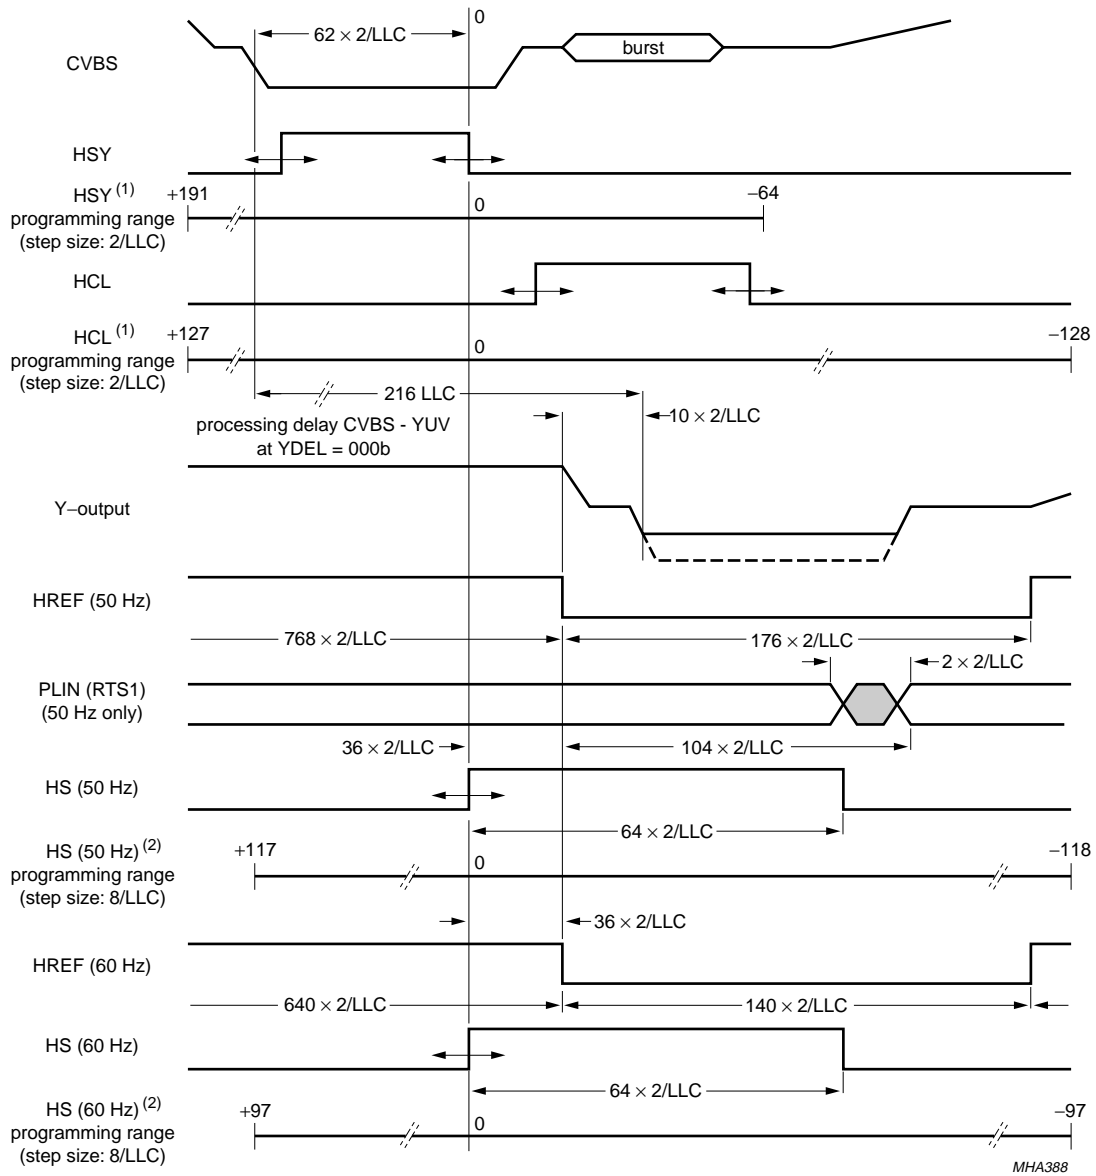 0
62 × 2/LLC
burst
CVBS
HSY
HSY (1)
programming range
(step size: 2/LLC)
+191
0
−64
HCL
HCL (1)
programming range
(step size: 2/LLC)
+127
0
−128
216 LLC
processing delay CVBS - YUV
at YDEL = 000b
10 × 2/LLC
Y−output
HREF (50 Hz)
768 × 2/LLC
176 × 2/LLC
2 × 2/LLC
PLIN (RTS1)
(50 Hz only)
36 × 2/LLC
104 × 2/LLC
HS (50 Hz)
64 × 2/LLC
HS (50 Hz) (2)
programming range
(step size: 8/LLC)
+117
0
−118
36 × 2/LLC
HREF (60 Hz)
640 × 2/LLC
140 × 2/LLC
HS (60 Hz)
64 × 2/LLC
HS (60 Hz) (2)
programming range
(step size: 8/LLC)
+97
0
−97
MHA388